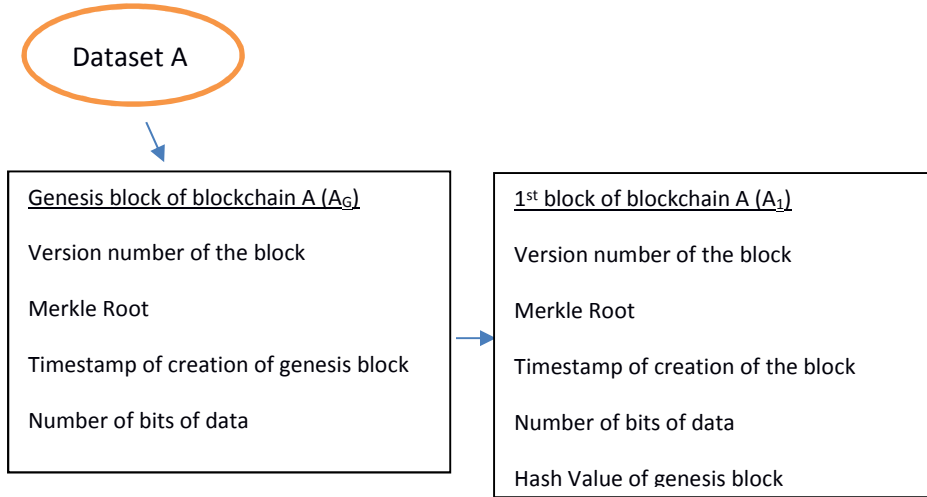 Dataset A
Genesis block of blockchain A (AG)
Version number of the block
Merkle Root
Timestamp of creation of genesis block
Number of bits of data
1st block of blockchain A (A1)
Version number of the block
Merkle Root
Timestamp of creation of the block
Number of bits of data
Hash Value of genesis block